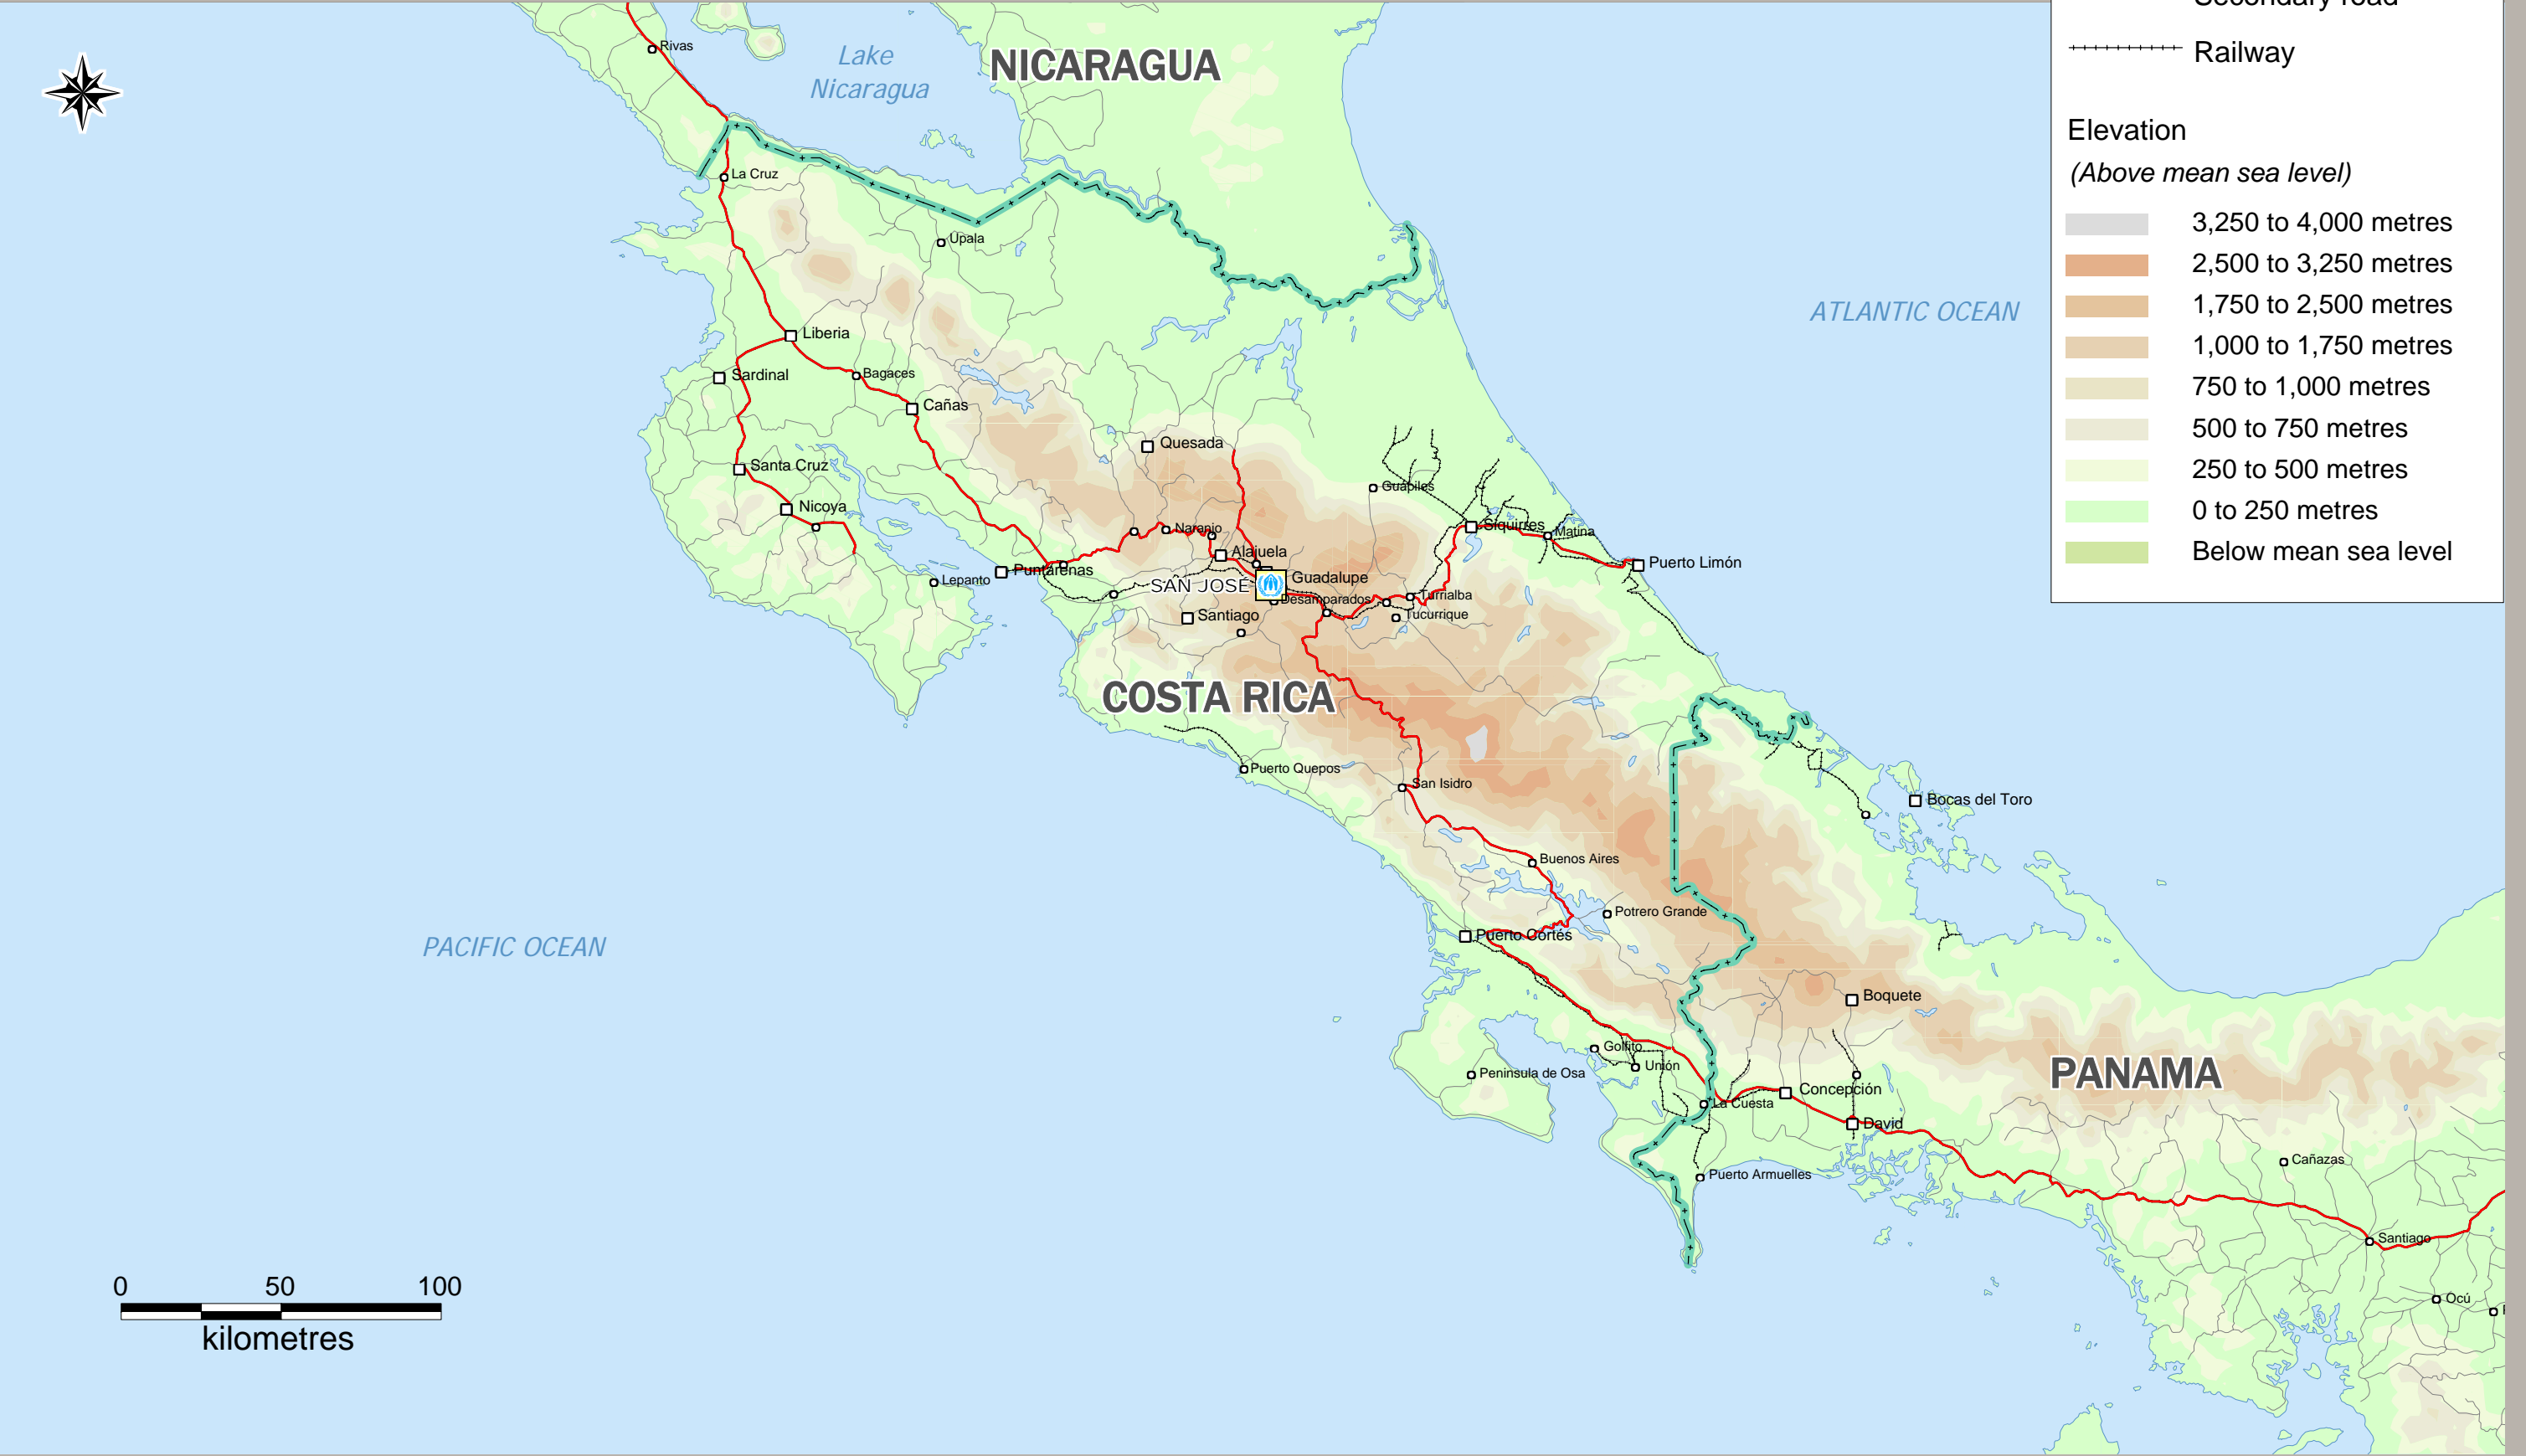 Secondary road
Railway
Elevation
(Above mean sea level)
3,250 to 4,000 metres
2,500 to 3,250 metres
1,750 to 2,500 metres
1,000 to 1,750 metres
750 to 1,000 metres
500 to 750 metres
250 to 500 metres
0 to 250 metres
Below mean sea level
Rivas
Lake
Nicaragua
NICARAGUA
La Cruz
Upala
ATLANTIC OCEAN
Liberia
Sardinal
Bagaces
Cañas
Quesada
Santa Cruz
Guápiles
Nicoya
Naranjo
Siquirres
Matina
Alajuela
Puerto Limón
Puntarenas
Lepanto
SAN JOSÉ
Guadalupe
Desamparados
Turrialba
Santiago
Tucurrique
COSTA RICA
Puerto Quepos
San Isidro
Bocas del Toro
Buenos Aires
Potrero Grande
Puerto Cortés
PACIFIC OCEAN
Boquete
Golfito
Unión
Peninsula de Osa
PANAMA
Concepción
La Cuesta
David
Cañazas
Puerto Armuelles
Santiago
Ocú
0 50 100
kilometres